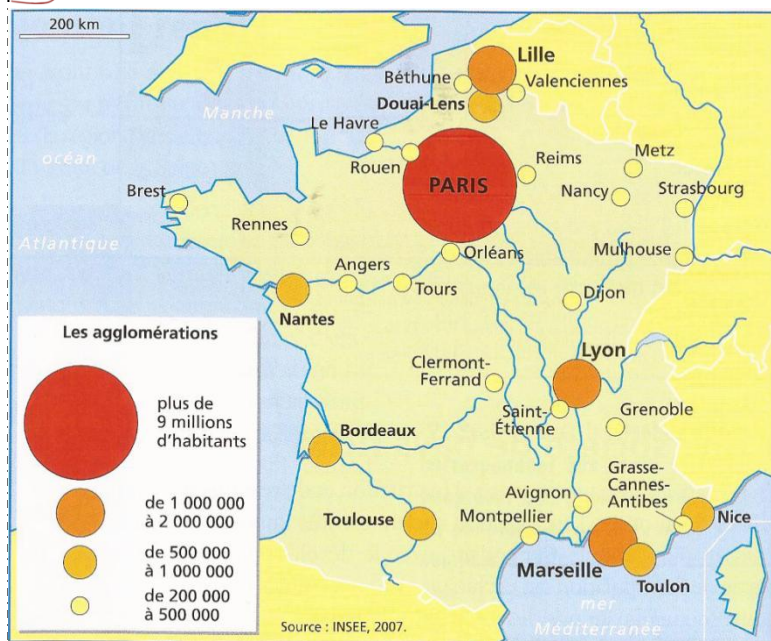 200 km
Lille
Béthune
Valenciennes
Douai-Lens
Manche
Le Havre
océan
Rouen
PARIS
Reims
Metz
Nancy
Strasbourg
Brest
Rennes
Atlantique
Orléans
Mulhouse
Angers
Tours
Nantes
Dijon
Les agglomérations
Lyon
Clermont-
Ferrand
plus de
9 millions
d'habitants
Saint-
Étienne
Grenoble
Bordeaux
Grasse-
Cannes-
Antibes
de 1 000 000
à 2 000 000
Avignon
Toulouse
Montpellier
Nice
de 500 000
à 1 000 000
Marseille
Toulon
de 200 000
à 500 000
mer
Méditerranée
Source : INSEE, 2007.